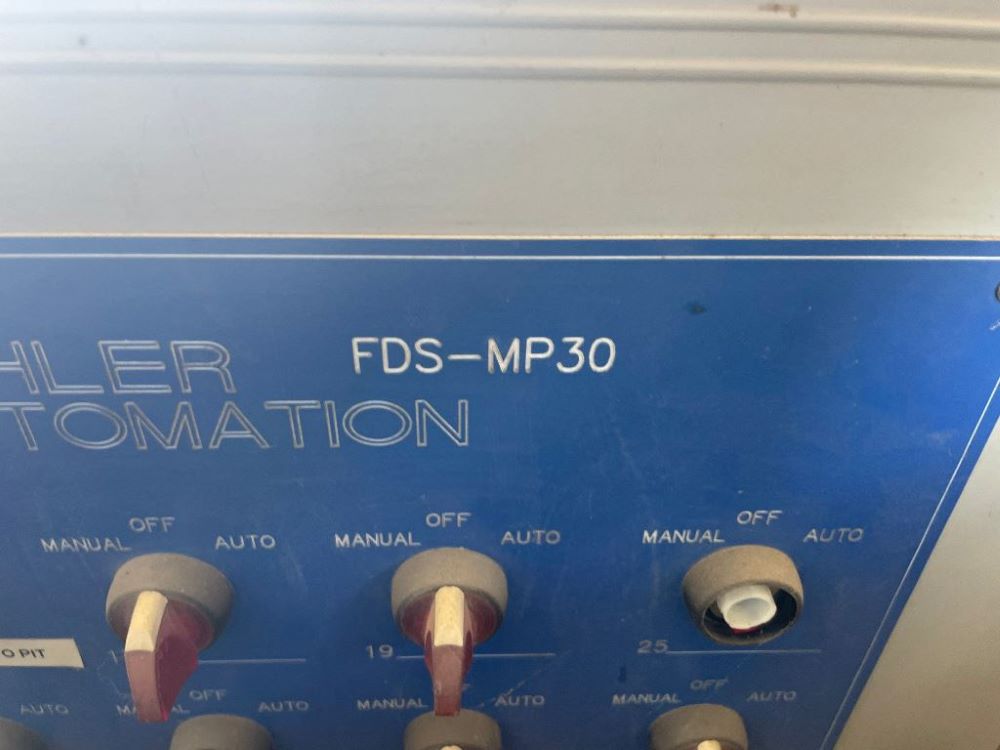 HLER FDS-MP30
TOMATION
MANUAL OFF AUTO MANUAL OFF AUTO MANUAL OFF AUTO
O PIT 1 19 25
AUTO OFF AUTO MANUAL AUTO MANUAL OFF AUTO